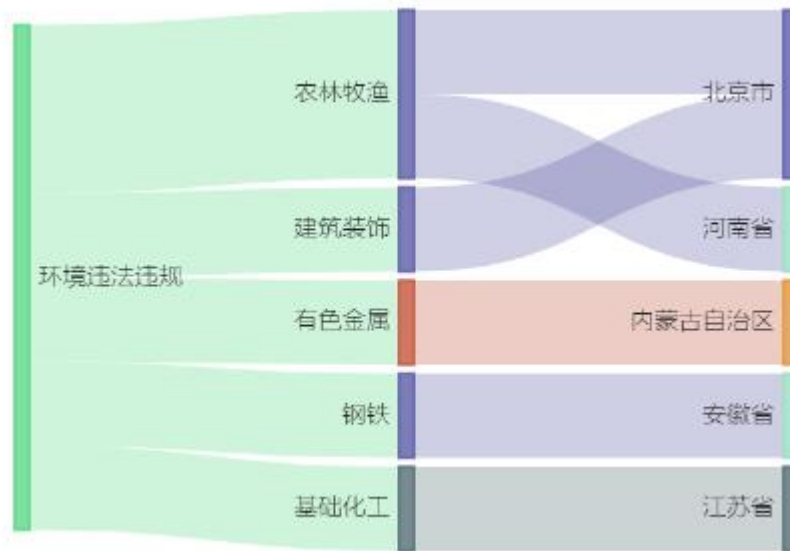 环境违法违规
农林牧渔
建筑装饰
有色金属
钢铁
基础化工
北京市
河南省
内蒙古自治区
安徽省
江苏省